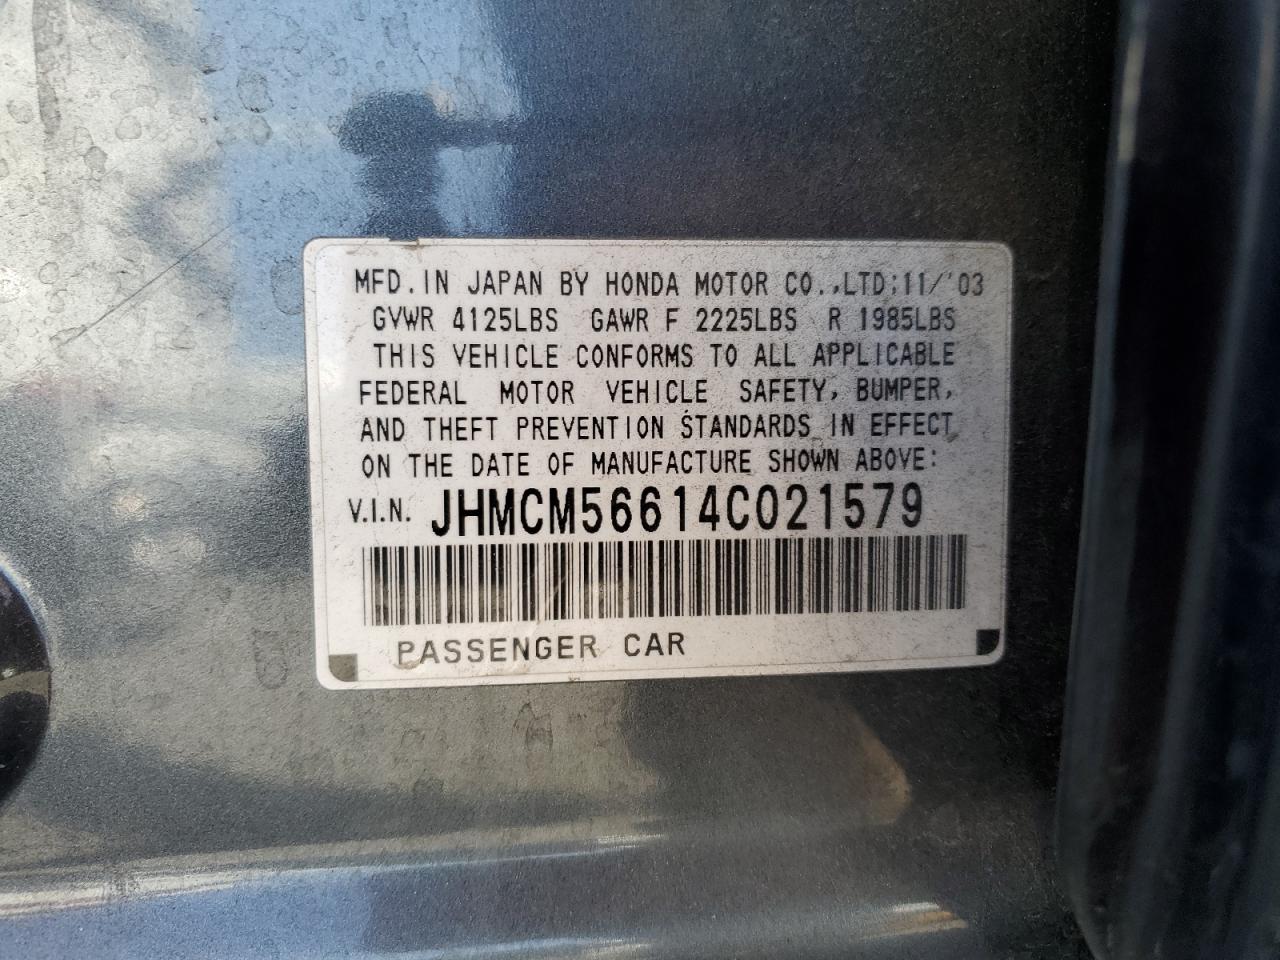 MFD. IN JAPAN BY HONDA MOTOR CO.,LTD;11/'03
GVWR 4125LBS GAWR F 2225LBS R 1985LBS
THIS VEHICLE CONFORMS TO ALL APPLICABLE
FEDERAL MOTOR VEHICLE SAFETY, BUMPER,
AND THEFT PREVENTION STANDARDS IN EFFECT
ON THE DATE OF MANUFACTURE SHOWN ABOVE:
V.I.N. JHMCM56614C021579
PASSENGER CAR